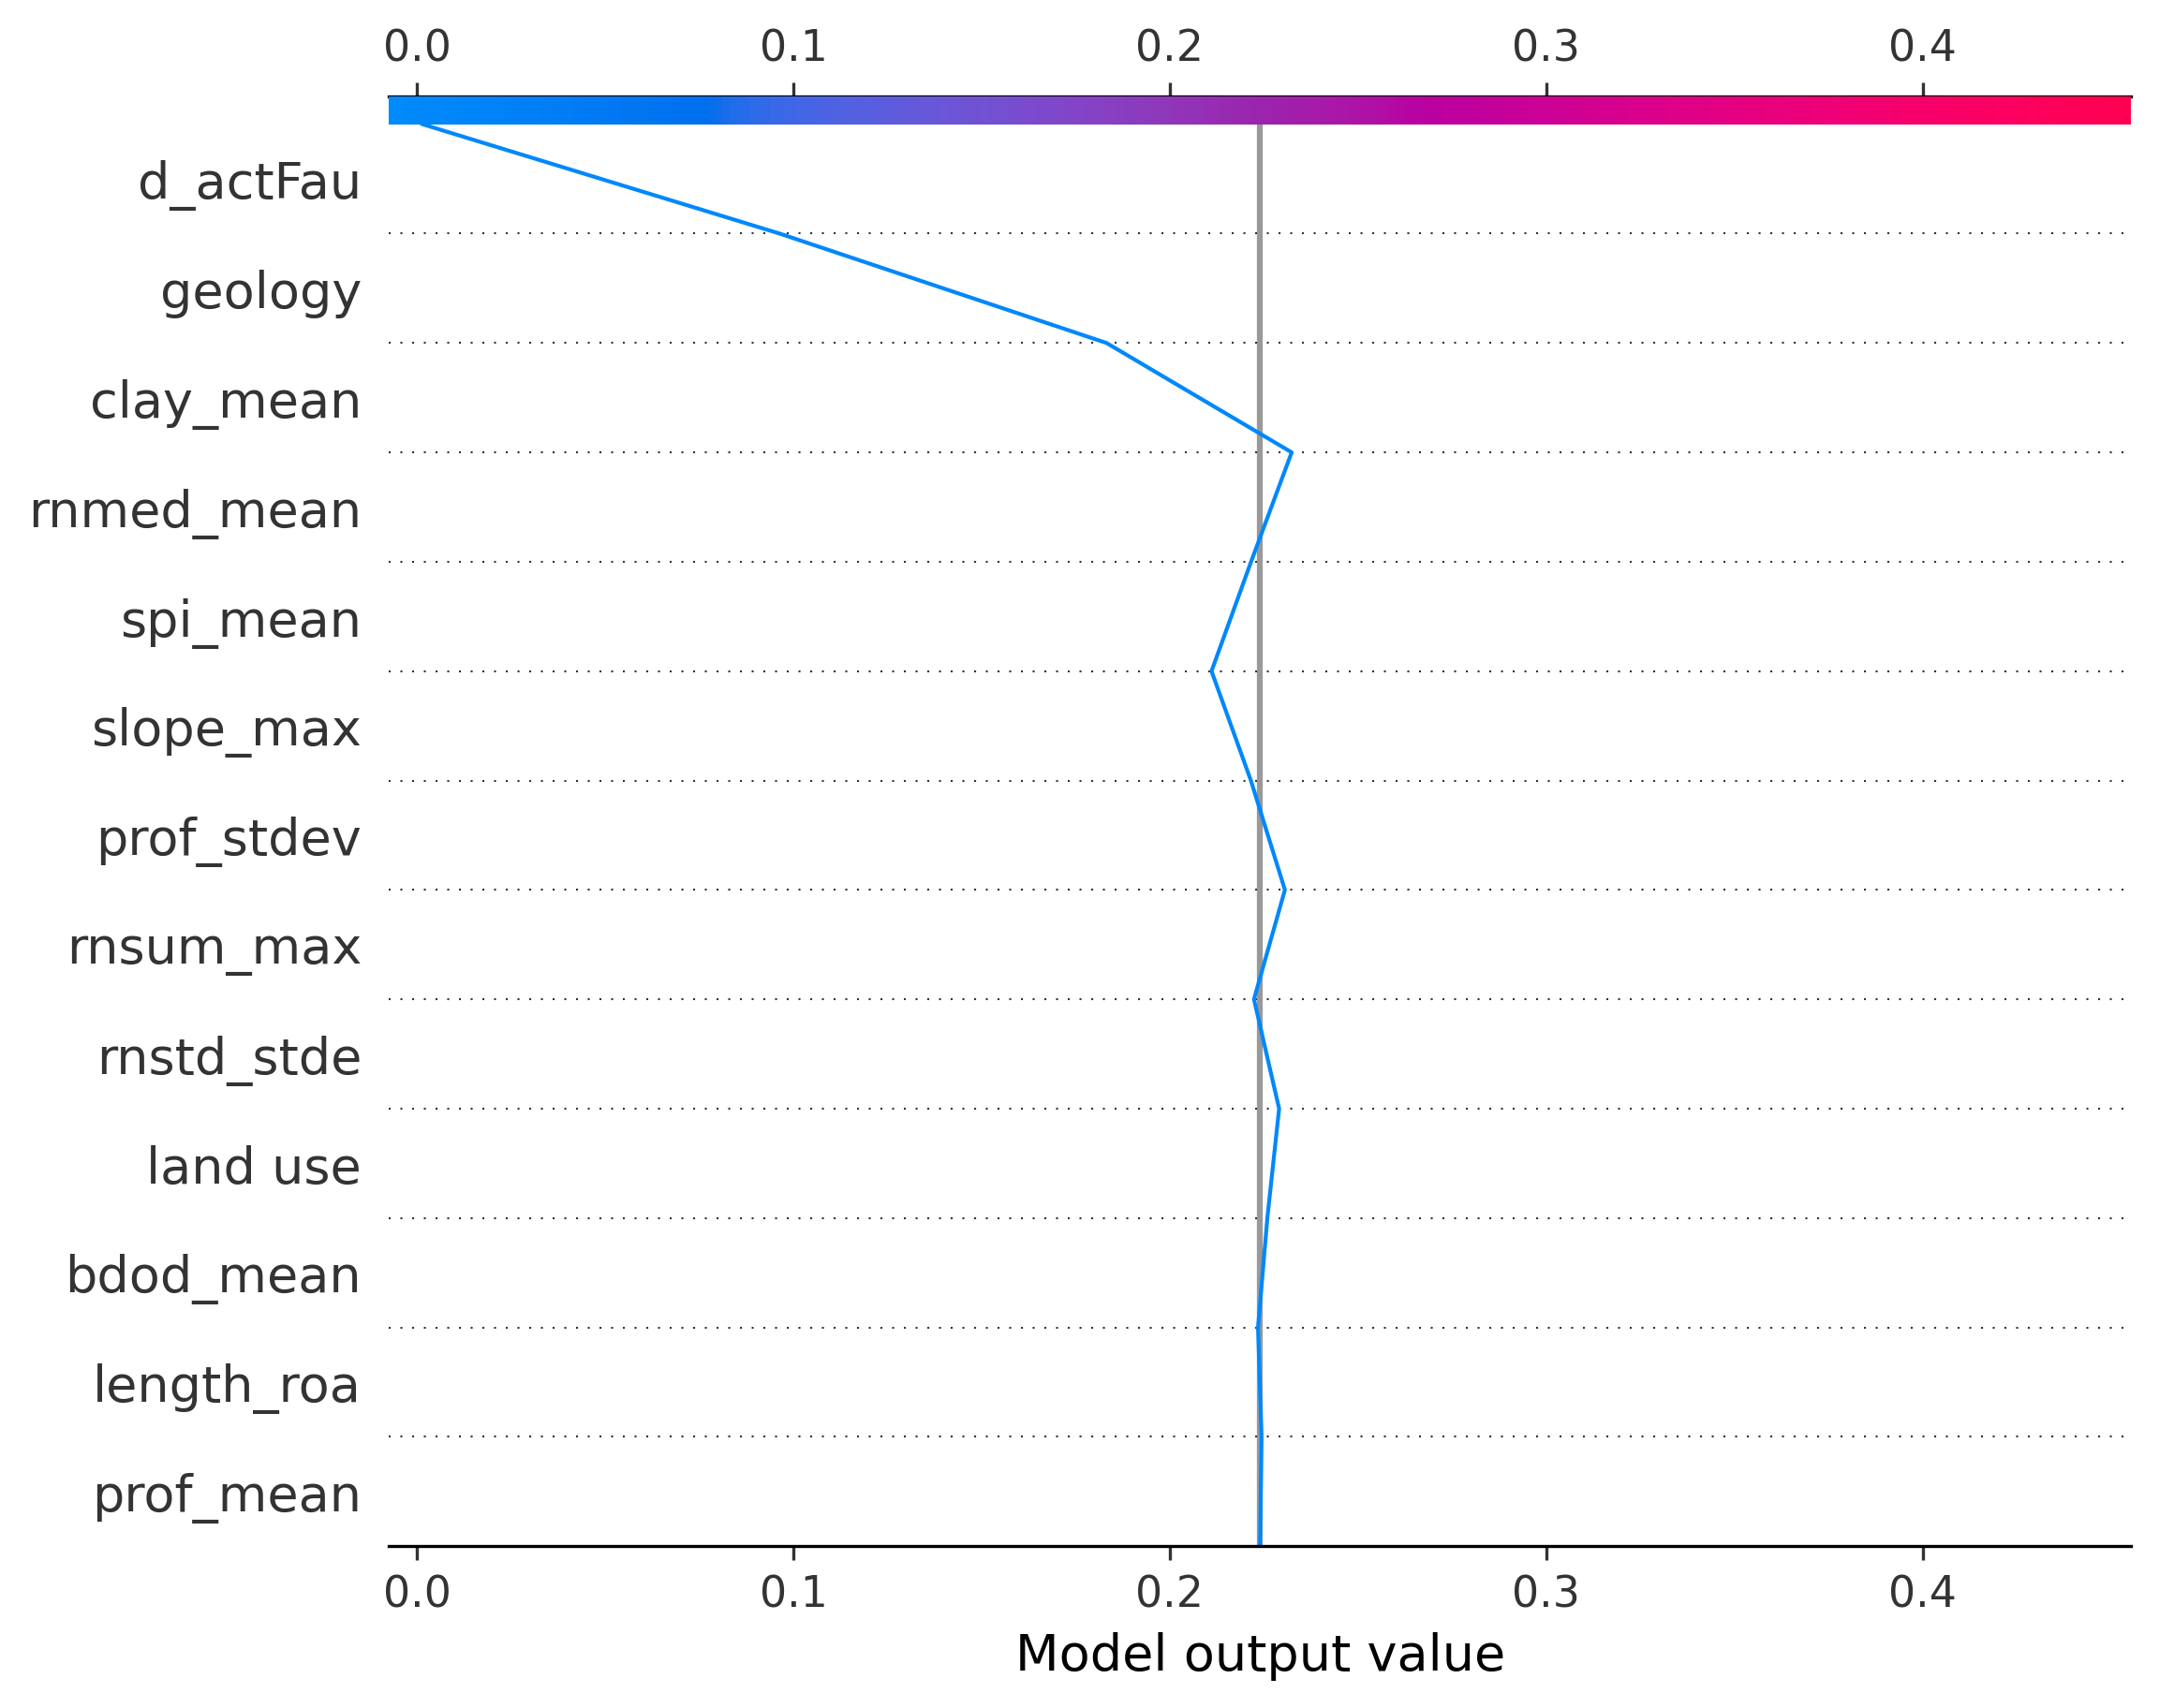 0.0 0.1 0.2 0.3 0.4
d_actFau
geology
clay_mean
rnmed_mean
spi_mean
slope_max
prof_stdev
rnsum_max
rnstd_stde
land use
bdod_mean
length_roa
prof_mean
0.0 0.1 0.2 0.3 0.4
Model output value